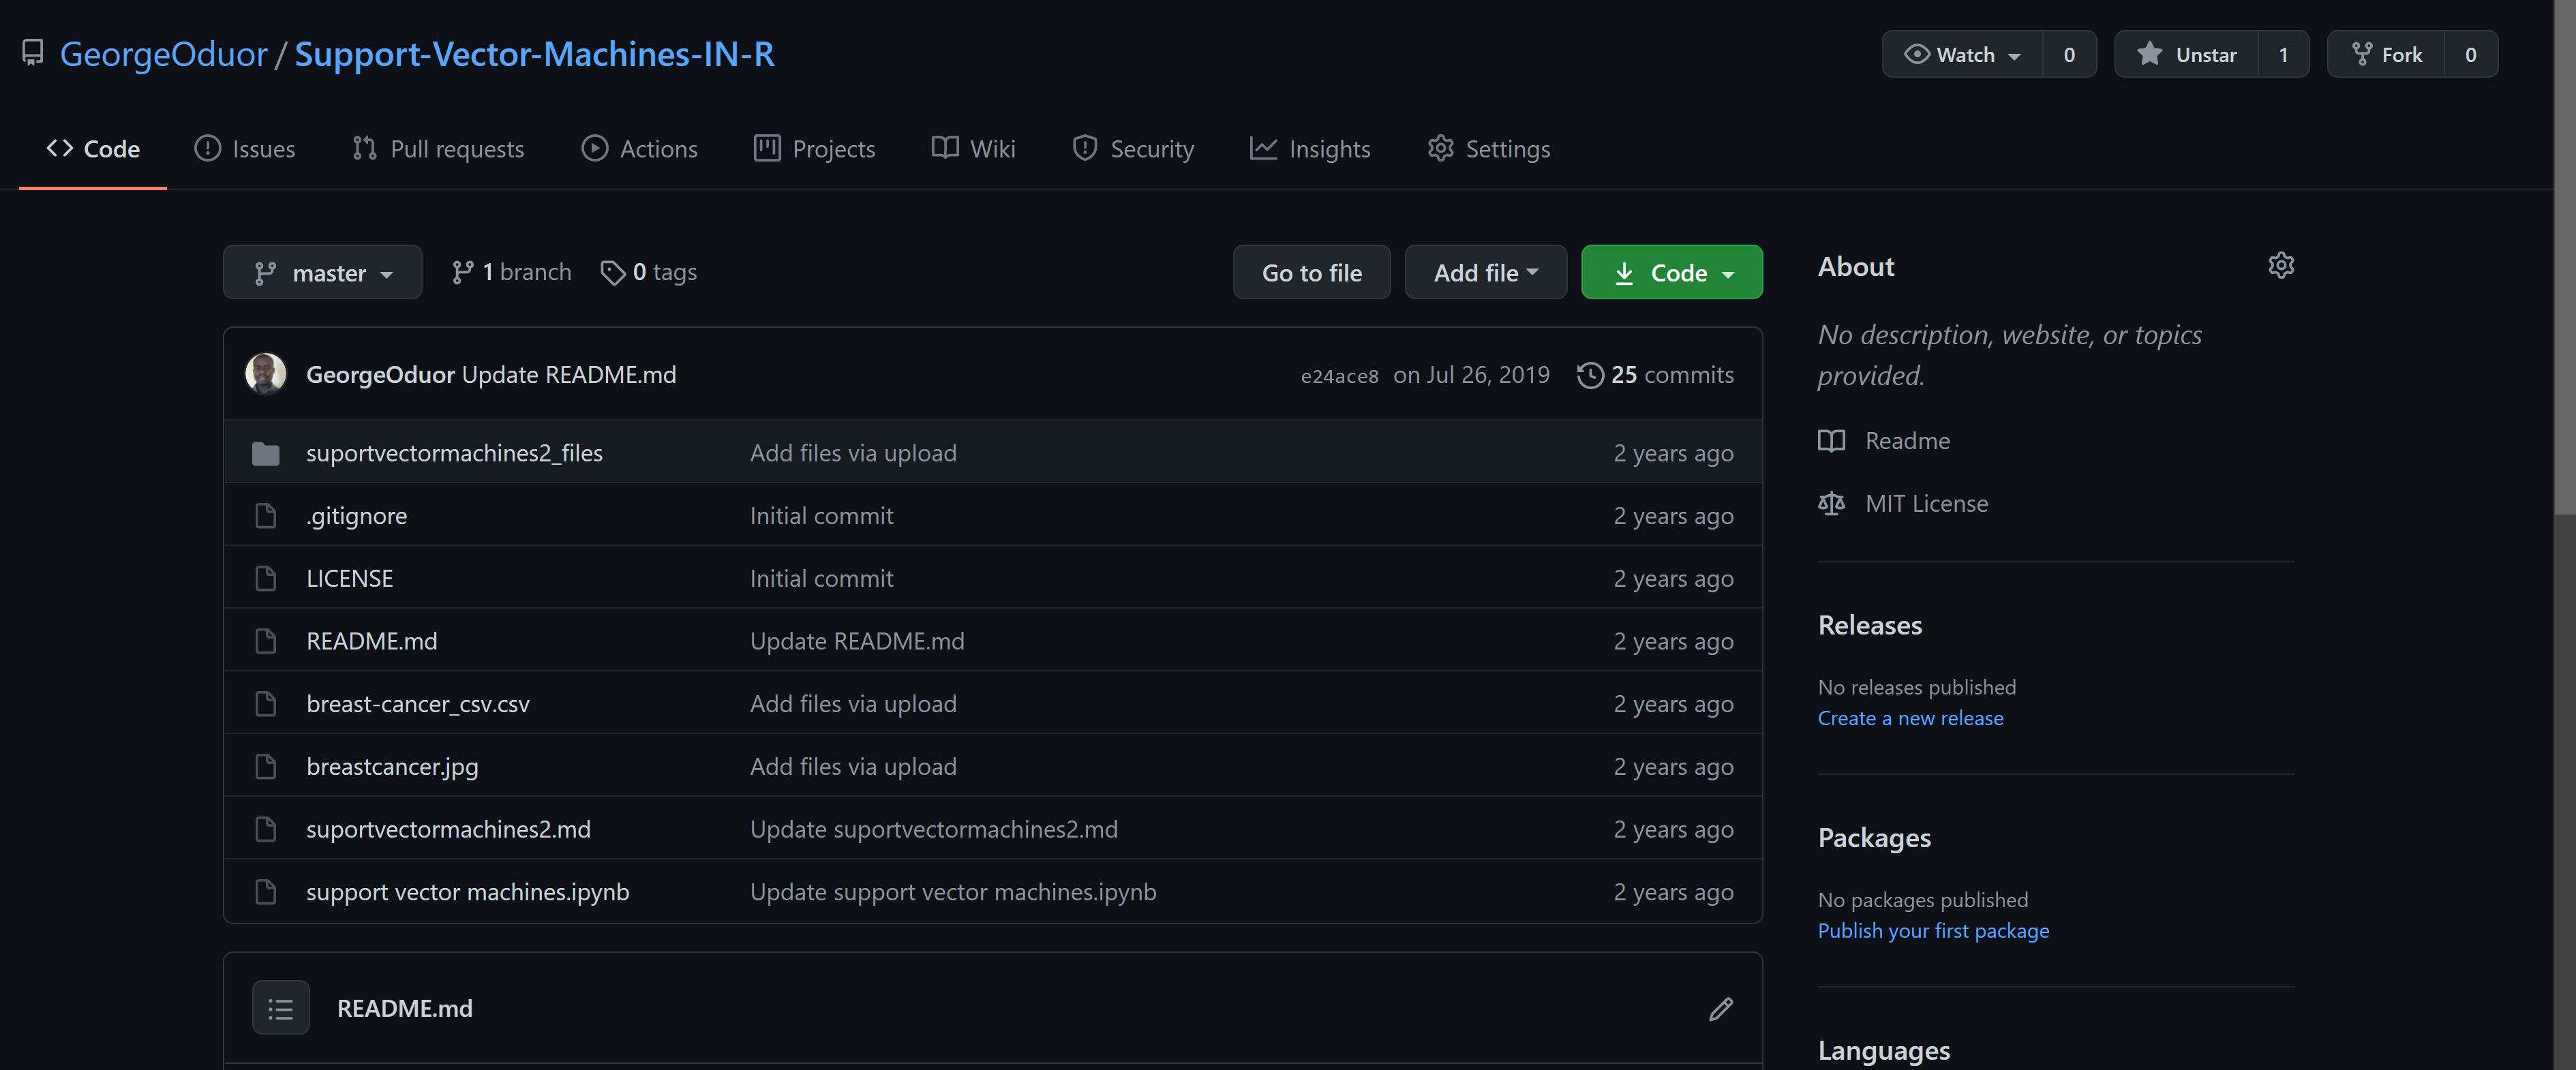 GeorgeOduor / Support-Vector-Machines-IN-R
Watch 0 Unstar 1 Fork 0
Code Issues Pull requests Actions Projects Wiki Security Insights Settings
master 1 branch 0 tags Go to file Add file Code
GeorgeOduor Update README.md e24ace8 on Jul 26, 2019 25 commits
suportvectormachines2_files Add files via upload 2 years ago
.gitignore Initial commit 2 years ago
LICENSE Initial commit 2 years ago
README.md Update README.md 2 years ago
breast-cancer_csv.csv Add files via upload 2 years ago
breastcancer.jpg Add files via upload 2 years ago
suportvectormachines2.md Update suportvectormachines2.md 2 years ago
support vector machines.ipynb Update support vector machines.ipynb 2 years ago
README.md
About
No description, website, or topics
provided.
Readme
MIT License
Releases
No releases published
Create a new release
Packages
No packages published
Publish your first package
Languages